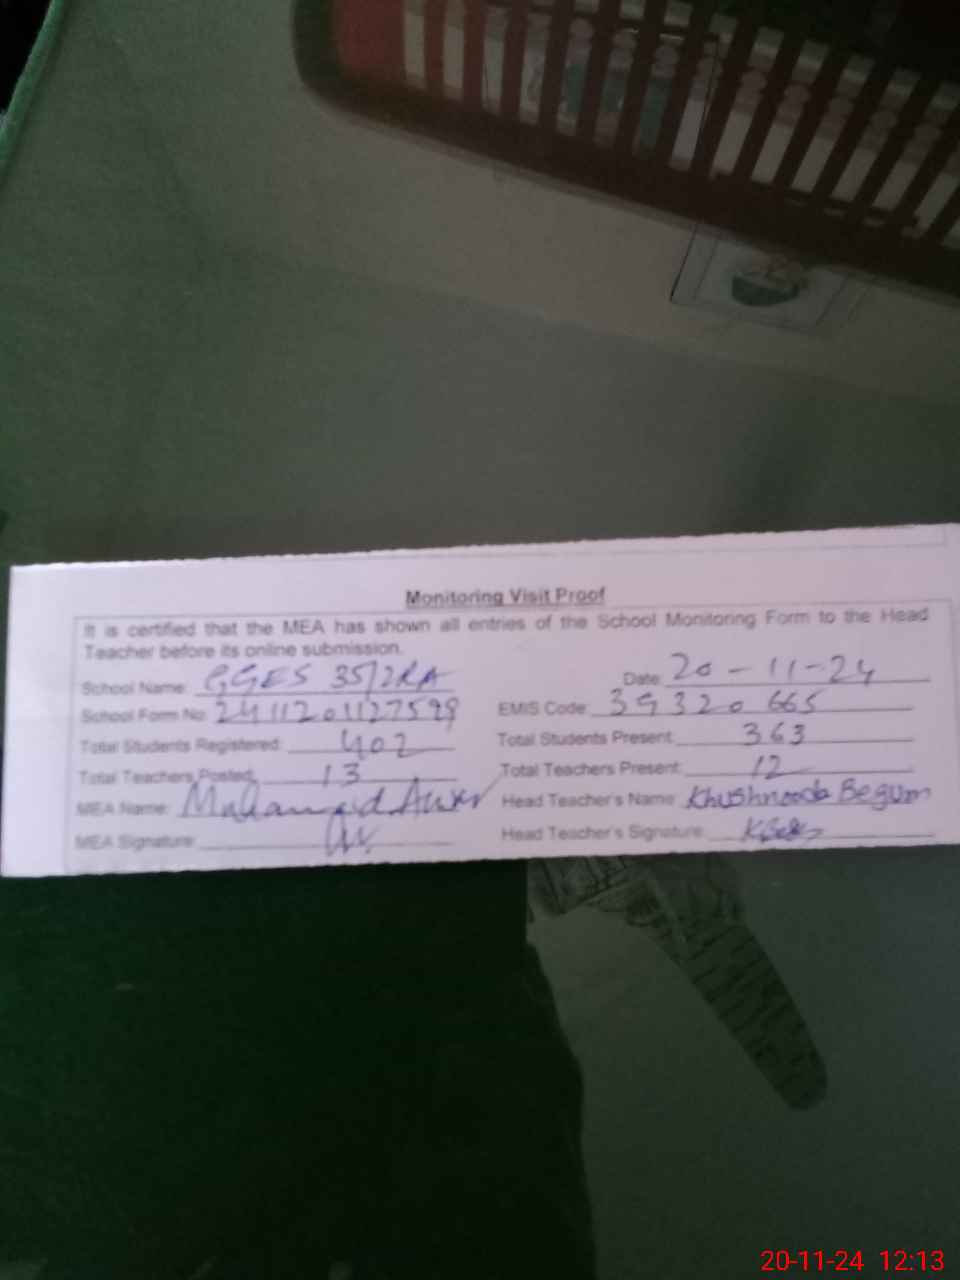 Monitoring Visit Proof
It is certified that the MEA has shown all entries of the School Monitoring Form to the Head
Teacher before its online submission.
School Name: GGES 35/2RA Date: 20-11-24
School Form No: 2411201127599 EMIS Code: 39320665
Total Students Registered: 402 Total Students Present: 363
Total Teachers Posted: 13 Total Teachers Present: 12
MEA Name: Muhammad Anwar Head Teacher's Name: Khushnooda Begum
MEA Signature: Head Teacher's Signature:
20-11-24 12:13